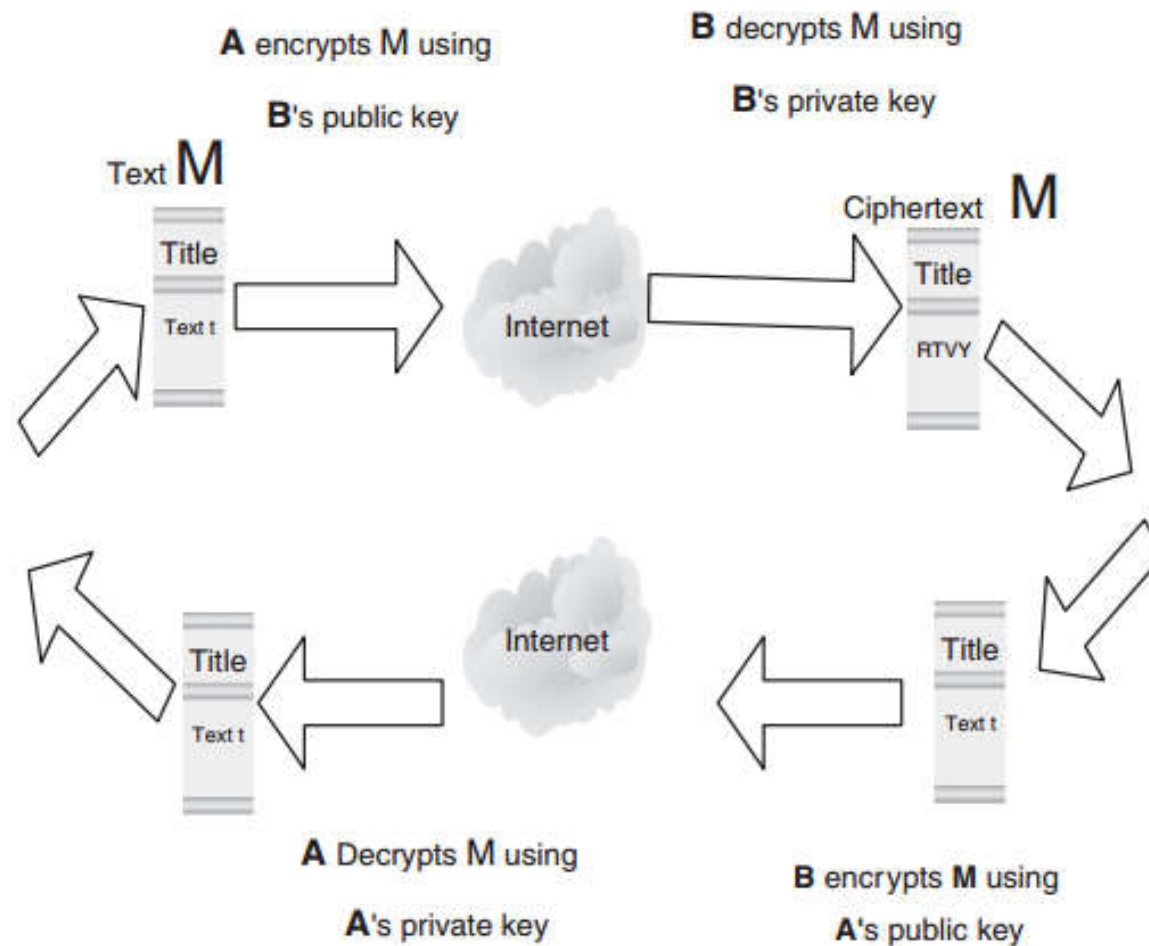 A encrypts M using
B's public key
B decrypts M using
B's private key
Text M
Title
Text t
Internet
Ciphertext M
Title
RTVY
Title
Text t
Internet
Title
Text t
A Decrypts M using
A's private key
B encrypts M using
A's public key